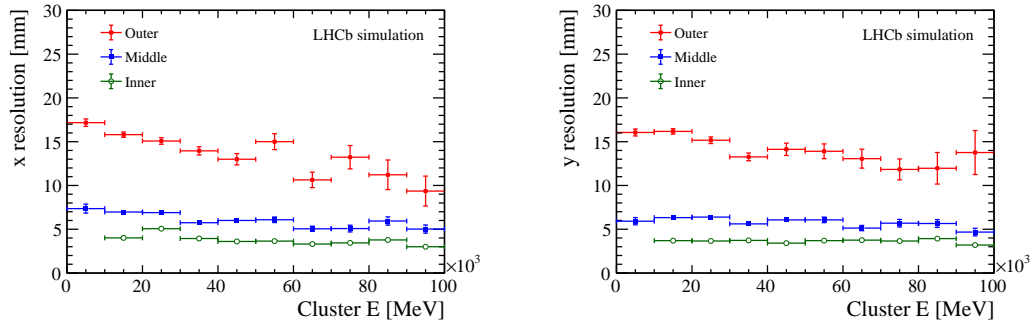 x resolution [mm]
30
25
20
15
10
5
0
Outer
Middle
Inner
LHCb simulation
0 20 40 60 80 100
×10³
Cluster E [MeV]
y resolution [mm]
30
25
20
15
10
5
0
Outer
Middle
Inner
LHCb simulation
0 20 40 60 80 100
×10³
Cluster E [MeV]